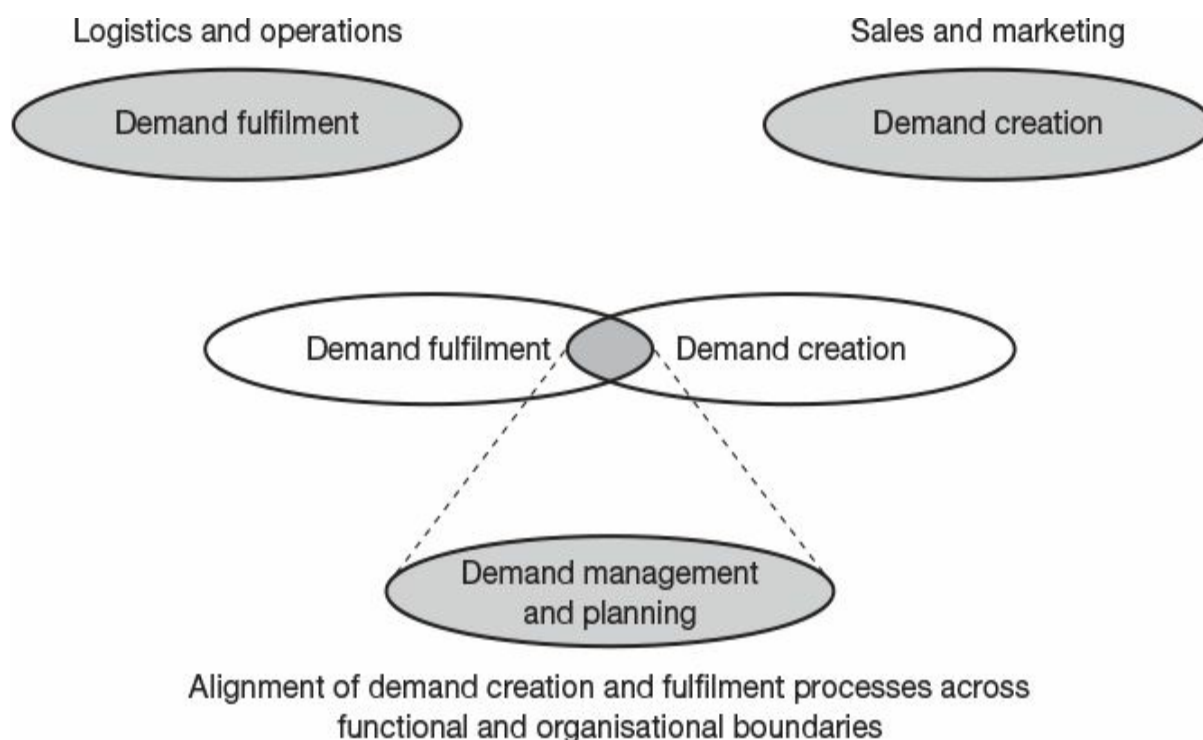 Logistics and operations
Sales and marketing
Demand fulfilment
Demand creation
Demand fulfilment
Demand creation
Demand management
and planning
Alignment of demand creation and fulfilment processes across
functional and organisational boundaries